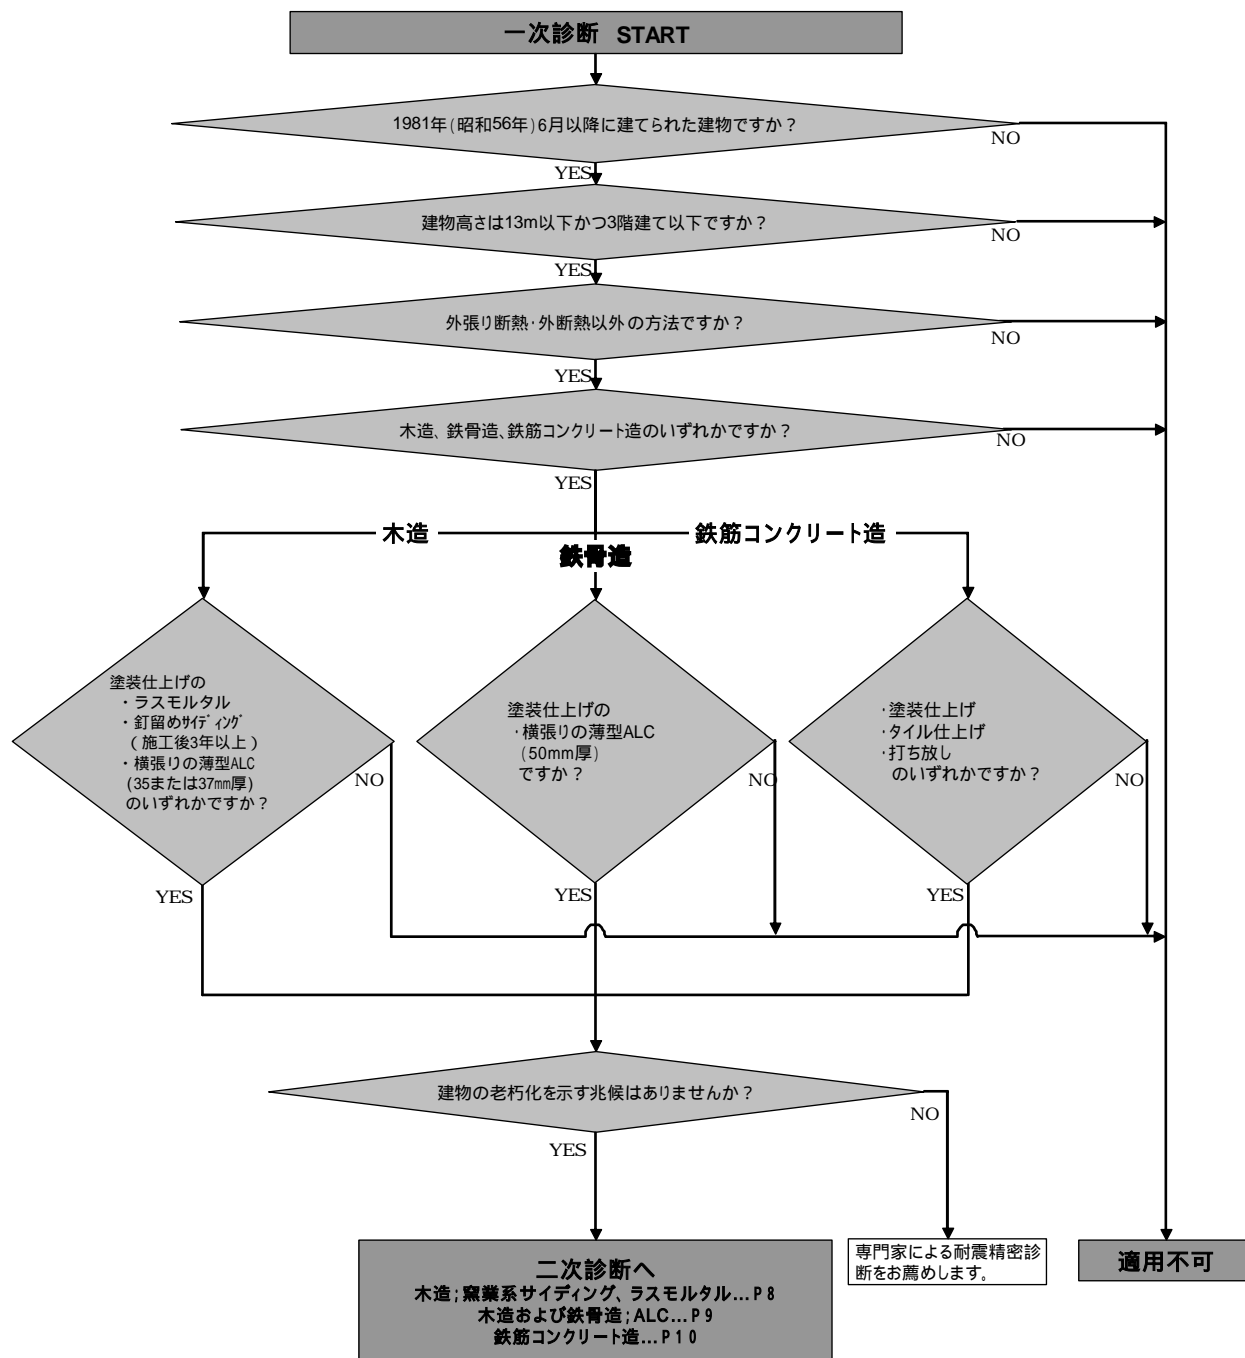 一次診断 START
1981年(昭和56年)6月以降に建てられた建物ですか？
NO
YES
建物高さは13m以下かつ3階建て以下ですか？
NO
YES
外張り断熱・外断熱以外の方法ですか？
NO
YES
木造、鉄骨造、鉄筋コンクリート造のいずれかですか？
NO
YES
木造
鉄骨造
鉄筋コンクリート造
塗装仕上げの
・ラスモルタル
・釘留めｻｲﾃﾞｨﾝｸﾞ
（施工後3年以上）
・横張りの薄型ALC
(35または37㎜厚)
のいずれかですか？
NO
YES
塗装仕上げの
・横張りの薄型ALC
(50mm厚)
ですか？
NO
YES
・塗装仕上げ
・タイル仕上げ
・打ち放し
のいずれかですか？
NO
YES
建物の老朽化を示す兆候はありませんか？
NO
YES
二次診断へ
木造；窯業系サイディング、ラスモルタル…P8
木造および鉄骨造；ALC…P9
鉄筋コンクリート造…P10
専門家による耐震精密診
断をお薦めします。
適用不可